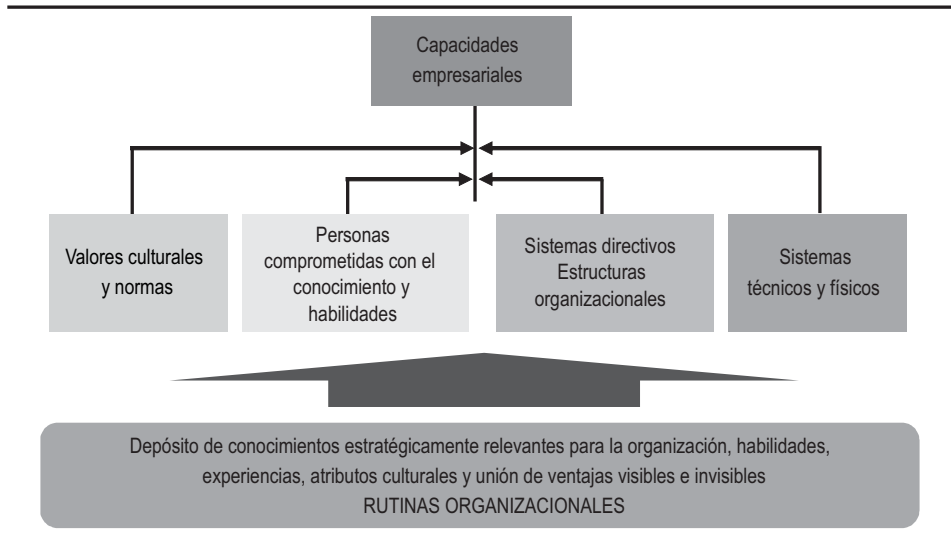 Capacidades
empresariales
Valores culturales
y normas
Personas
comprometidas con el
conocimiento y
habilidades
Sistemas directivos
Estructuras
organizacionales
Sistemas
técnicos y físicos
Depósito de conocimientos estratégicamente relevantes para la organización, habilidades,
experiencias, atributos culturales y unión de ventajas visibles e invisibles
RUTINAS ORGANIZACIONALES